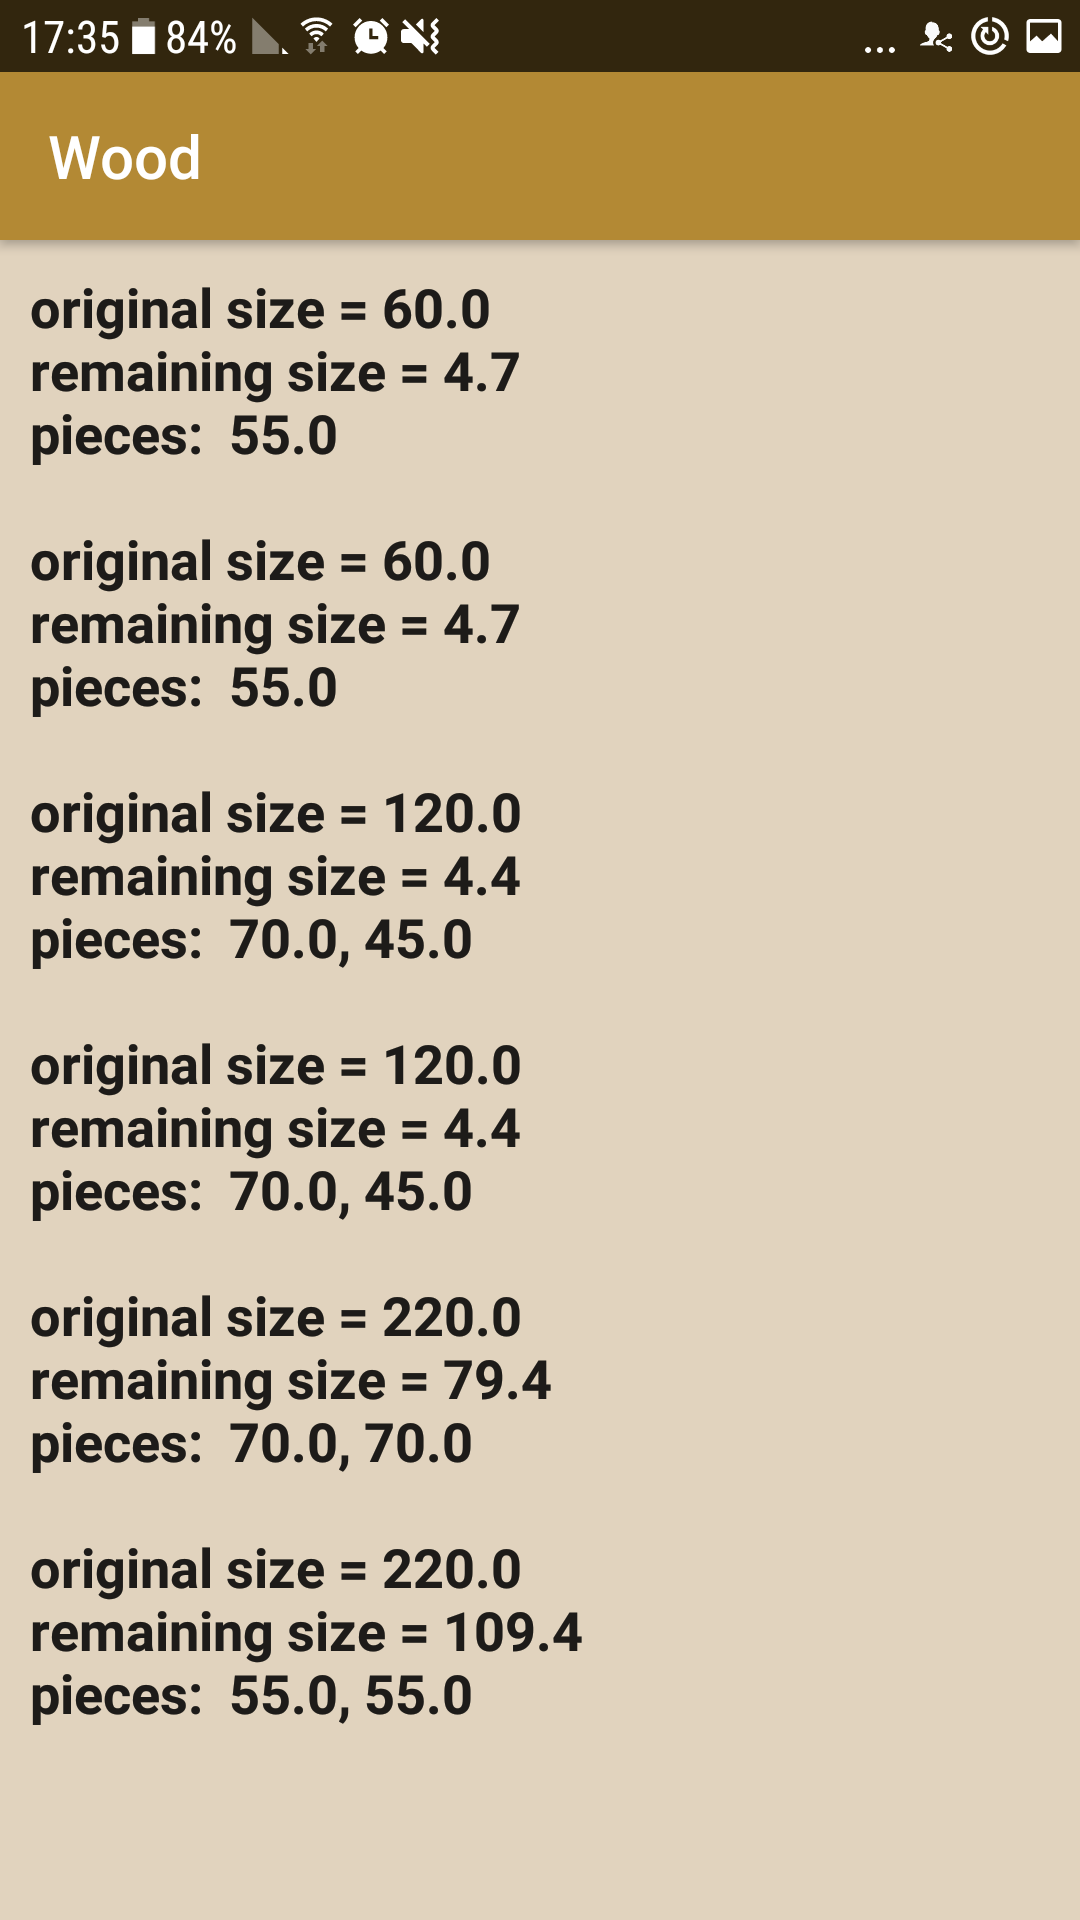 17:35 84% ...
Wood
original size = 60.0
remaining size = 4.7
pieces:  55.0
original size = 60.0
remaining size = 4.7
pieces:  55.0
original size = 120.0
remaining size = 4.4
pieces:  70.0, 45.0
original size = 120.0
remaining size = 4.4
pieces:  70.0, 45.0
original size = 220.0
remaining size = 79.4
pieces:  70.0, 70.0
original size = 220.0
remaining size = 109.4
pieces:  55.0, 55.0